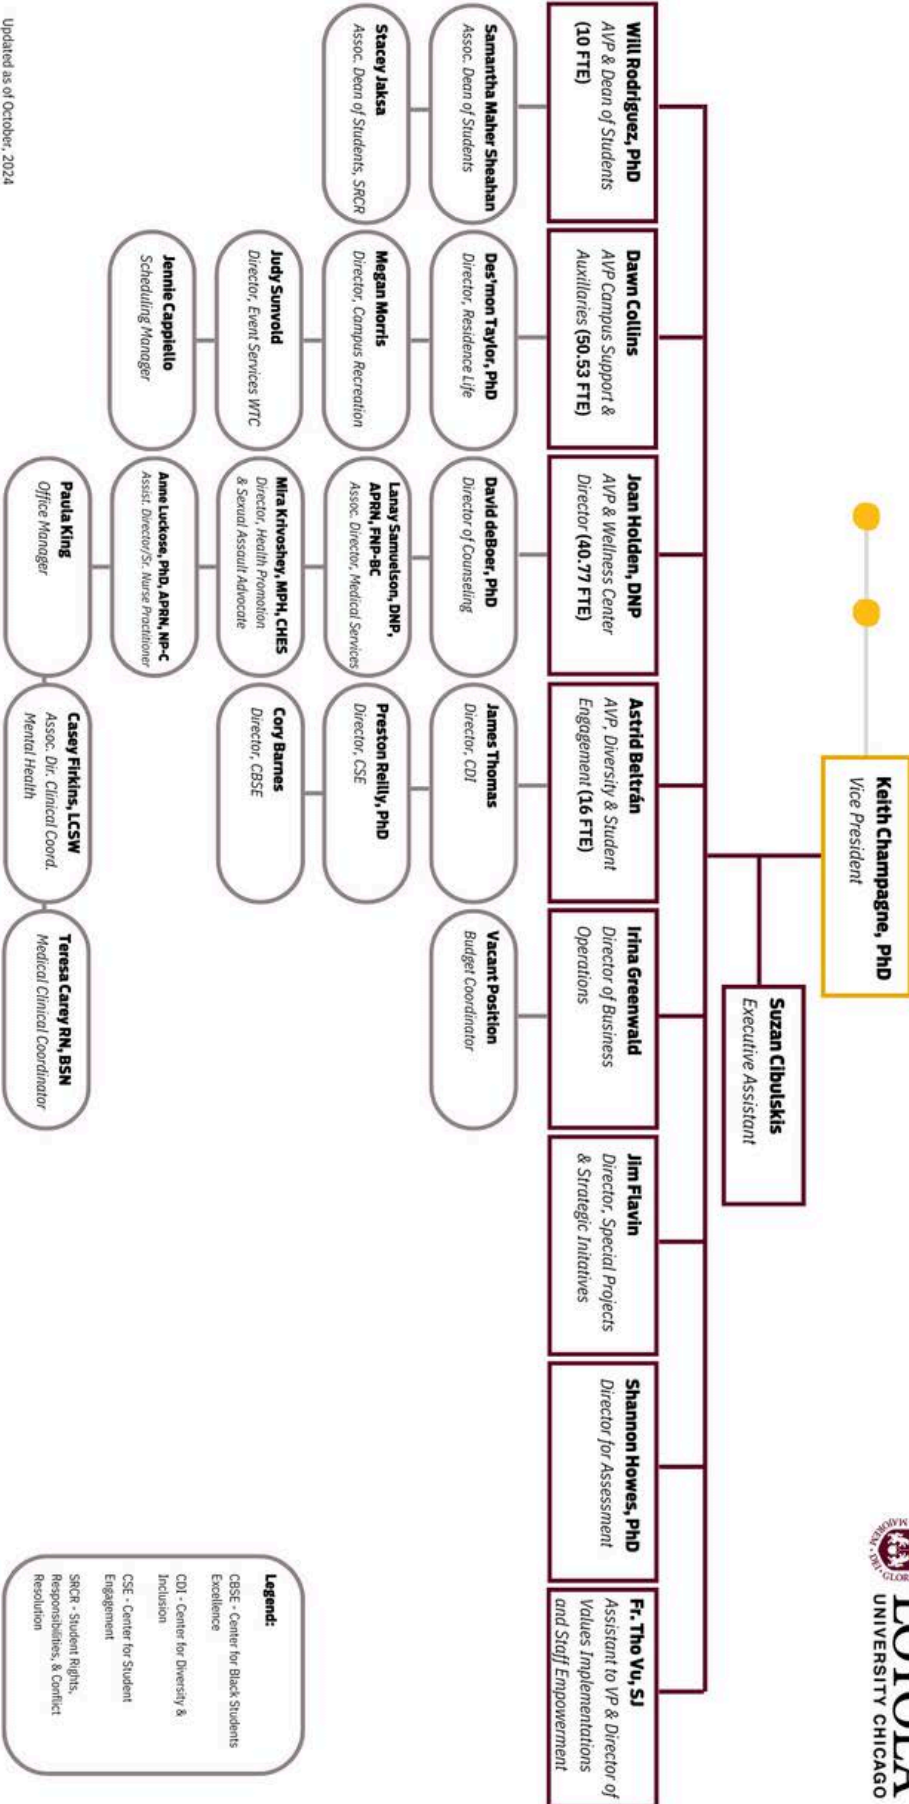 LOYOLA
UNIVERSITY CHICAGO
Keith Champagne, PhD
Vice President
Suzan Cibulskis
Executive Assistant
Will Rodriguez, PhD
AVP & Dean of Students
(10 FTE)
Dawn Collins
AVP Campus Support &
Auxillaries (50.53 FTE)
Joan Holden, DNP
AVP & Wellness Center
Director (40.77 FTE)
Astrid Beltrán
AVP, Diversity & Student
Engagement (16 FTE)
Irina Greenwald
Director of Business
Operations
Jim Flavin
Director, Special Projects
& Strategic Initatives
Shannon Howes, PhD
Director for Assessment
Fr. Tho Vu, SJ
Assistant to VP & Director of
Values Implementations
and Staff Empowerment
Samantha Maher Sheahan
Assoc. Dean of Students
Des'mon Taylor, PhD
Director, Residence Life
David deBoer, PhD
Director of Counseling
James Thomas
Director, CDI
Vacant Position
Budget Coordinator
Stacey Jaksa
Assoc. Dean of Students, SRCR
Megan Morris
Director, Campus Recreation
Lanay Samuelson, DNP,
APRN, FNP-BC
Assoc. Director, Medical Services
Preston Reilly, PhD
Director, CSE
Judy Sunvold
Director, Event Services WTC
Mira Krivoshey, MPH, CHES
Director, Health Promotion
& Sexual Assault Advocate
Cory Barnes
Director, CBSE
Jennie Cappiello
Scheduling Manager
Anne Luckose, PhD, APRN, NP-C
Assist. Director/Sr. Nurse Practitioner
Paula King
Office Manager
Casey Firkins, LCSW
Assoc. Dir. Clinical Coord.
Mental Health
Teresa Carey RN, BSN
Medical Clinical Coordinator
Legend:
CBSE - Center for Black Students
Excellence
CDI - Center for Diversity &
Inclusion
CSE - Center for Student
Engagement
SRCR - Student Rights,
Responsibilities, & Conflict
Resolution
Updated as of October, 2024